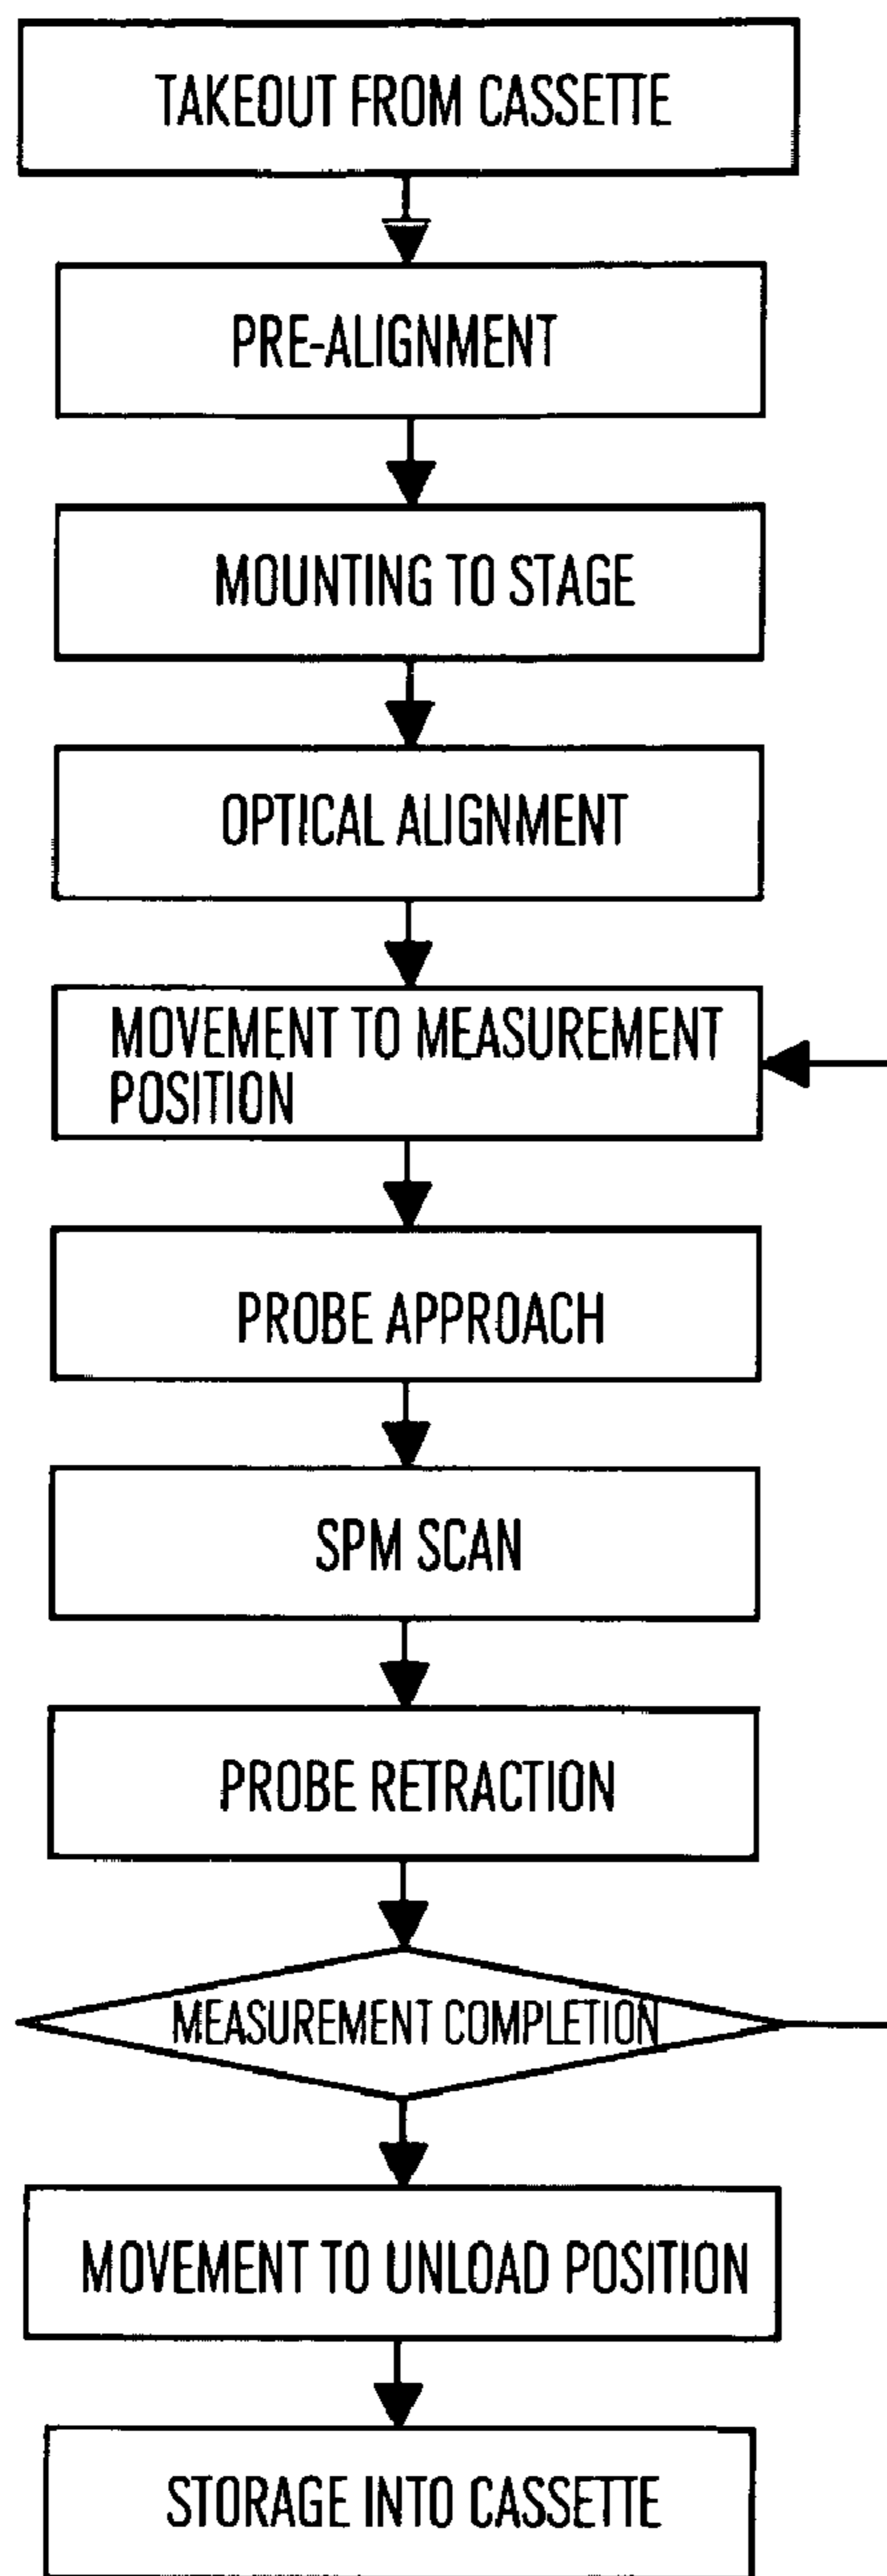 TAKEOUT FROM CASSETTE
PRE-ALIGNMENT
MOUNTING TO STAGE
OPTICAL ALIGNMENT
MOVEMENT TO MEASUREMENT
POSITION
PROBE APPROACH
SPM SCAN
PROBE RETRACTION
MEASUREMENT COMPLETION
MOVEMENT TO UNLOAD POSITION
STORAGE INTO CASSETTE